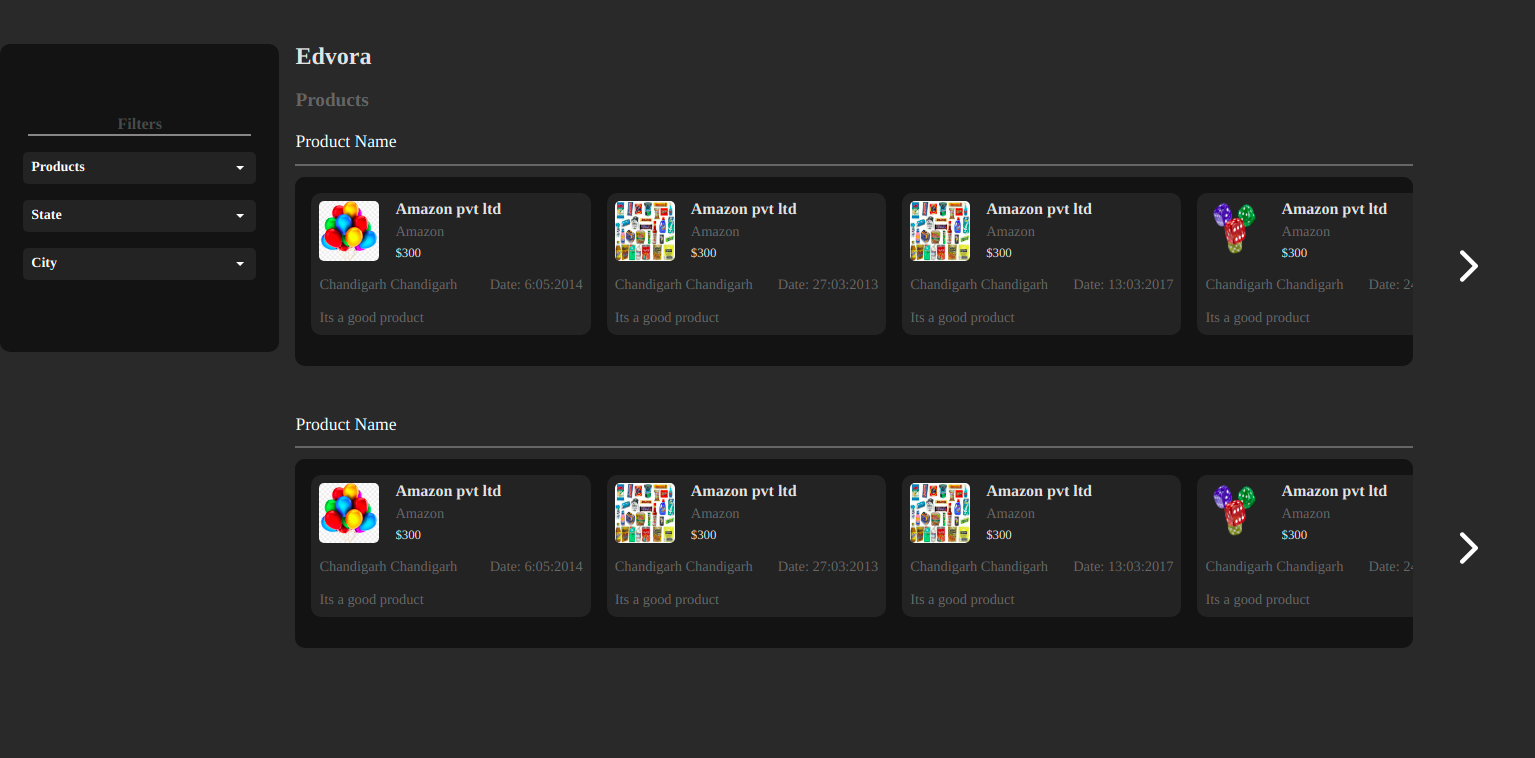 Edvora
Products
Filters
Products
State
City
Product Name
Amazon pvt ltd
Amazon
$300
Chandigarh Chandigarh Date: 6:05:2014
Its a good product
Amazon pvt ltd
Amazon
$300
Chandigarh Chandigarh Date: 27:03:2013
Its a good product
Amazon pvt ltd
Amazon
$300
Chandigarh Chandigarh Date: 13:03:2017
Its a good product
Amazon pvt ltd
Amazon
$300
Chandigarh Chandigarh Date:
Its a good product
Product Name
Amazon pvt ltd
Amazon
$300
Chandigarh Chandigarh Date: 6:05:2014
Its a good product
Amazon pvt ltd
Amazon
$300
Chandigarh Chandigarh Date: 27:03:2013
Its a good product
Amazon pvt ltd
Amazon
$300
Chandigarh Chandigarh Date: 13:03:2017
Its a good product
Amazon pvt ltd
Amazon
$300
Chandigarh Chandigarh Date:
Its a good product